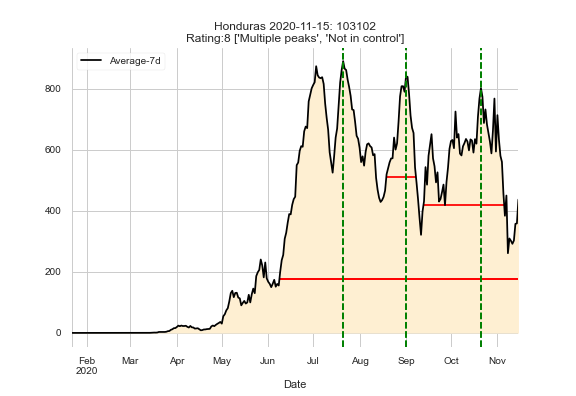 Honduras 2020-11-15: 103102
Rating:8 ['Multiple peaks', 'Not in control']
Average-7d
800
600
400
200
0
Feb Mar Apr May Jun Jul Aug Sep Oct Nov
2020
Date